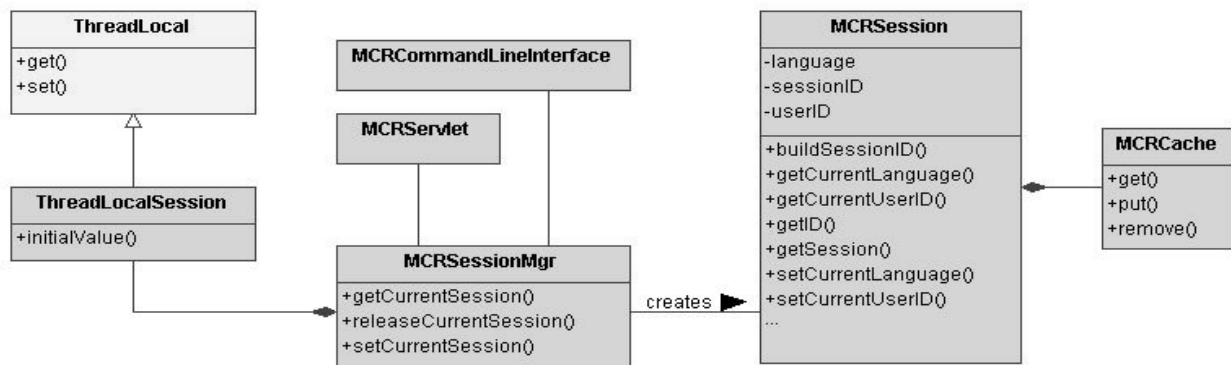 ThreadLocal
+get()
+set()
ThreadLocalSession
+initialValue()
MCRCommandLineInterface
MCRServlet
MCRSessionMgr
+getCurrentSession()
+releaseCurrentSession()
+setCurrentSession()
creates
MCRSession
-language
-sessionID
-userID
+buildSessionID()
+getCurrentLanguage()
+getCurrentUserID()
+getID()
+getSession()
+setCurrentLanguage()
+setCurrentUserID()
...
MCRCache
+get()
+put()
+remove()